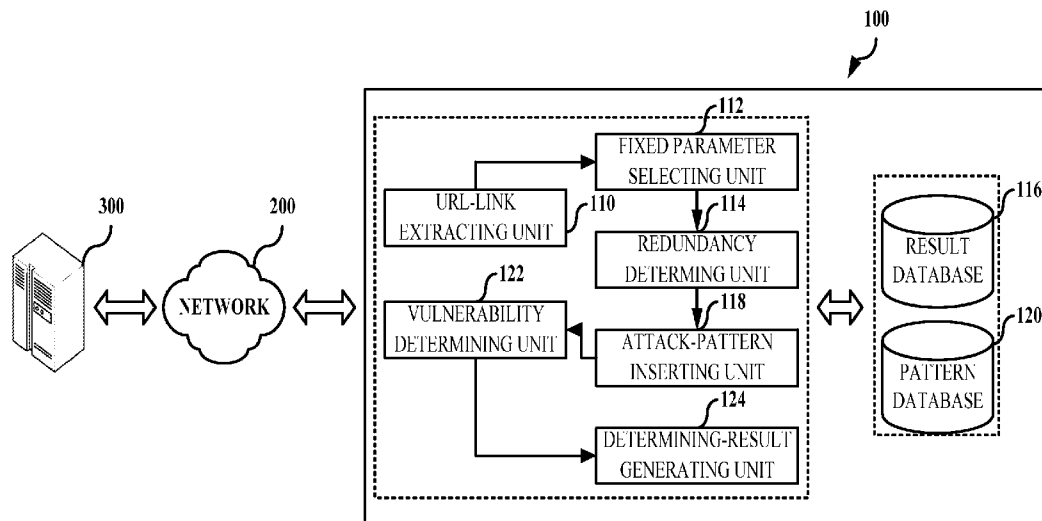 100
112
FIXED PARAMETER
SELECTING UNIT
300
200
URL-LINK
EXTRACTING UNIT
110
114
116
REDUNDANCY
DETERMING UNIT
RESULT
DATABASE
NETWORK
122
VULNERABILITY
DETERMINING UNIT
118
ATTACK-PATTERN
INSERTING UNIT
120
PATTERN
DATABASE
124
DETERMINING-RESULT
GENERATING UNIT